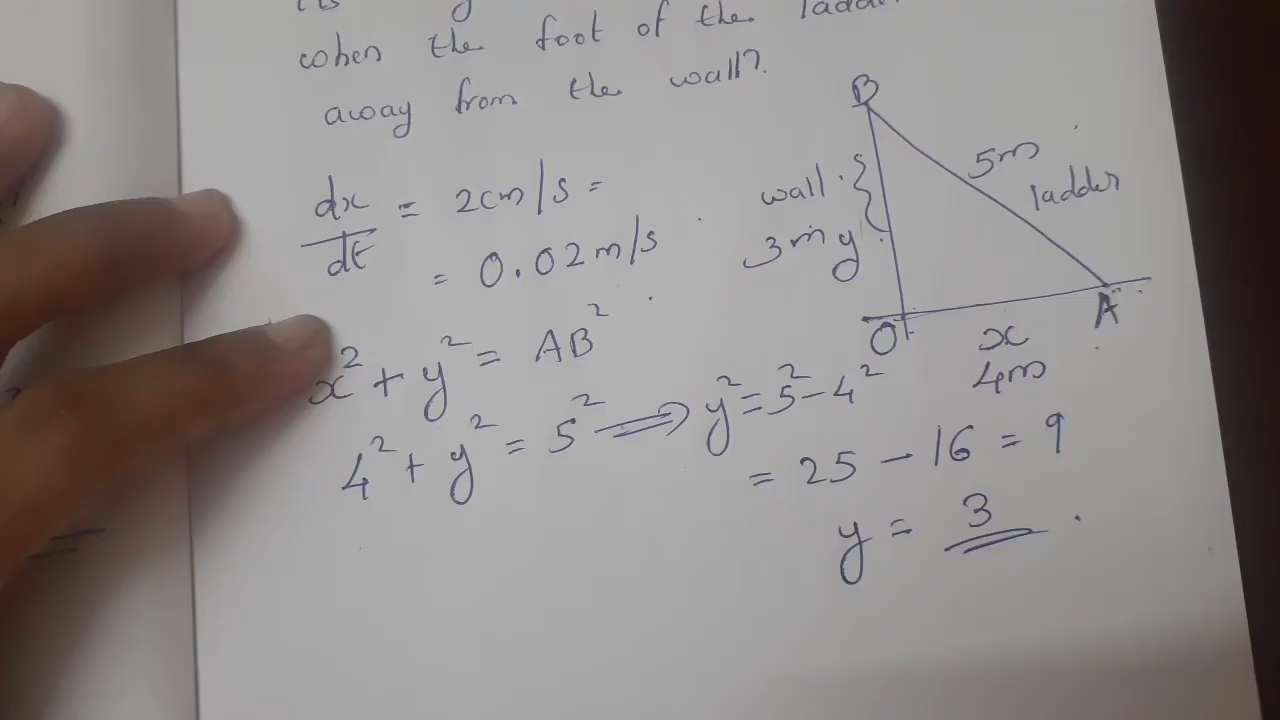 when the foot of the
away from the wall?
dx/dt = 2cm/s =
= 0.02m/s
x² + y² = AB²
4² + y² = 5² ⟹ y² = 5² - 4²
= 25 - 16 = 9
y = 3
B
5m
ladder
wall
3m y
O
x
A
4m